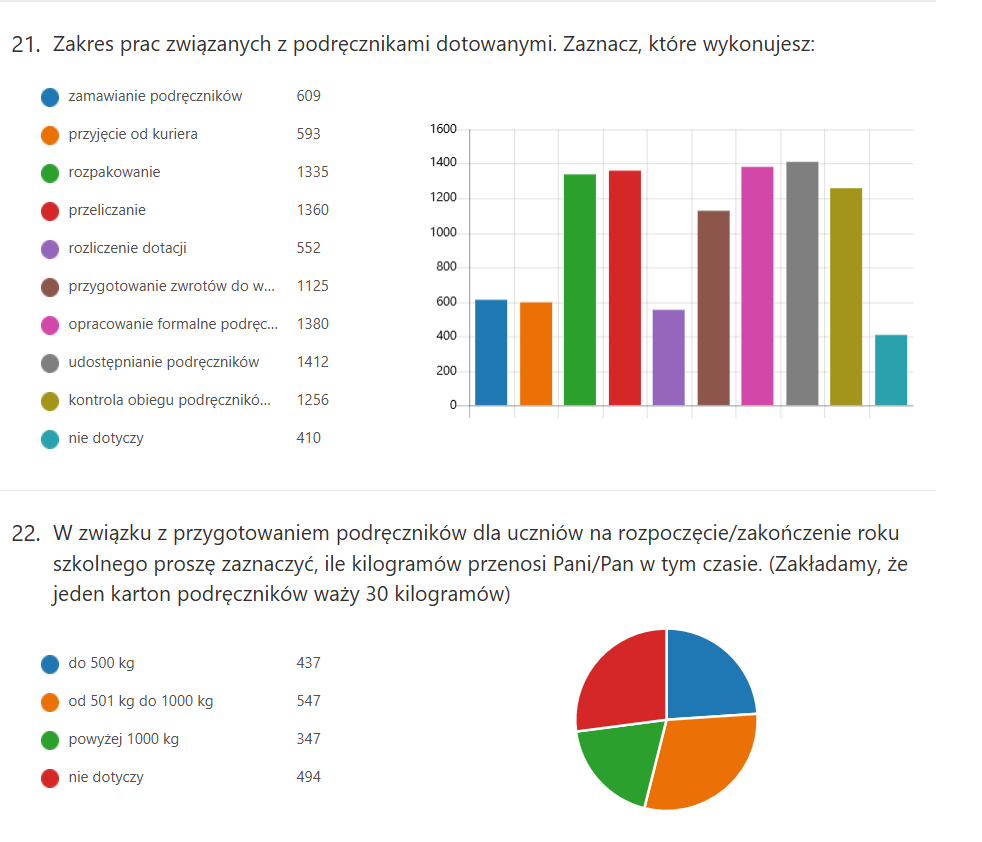 21. Zakres prac związanych z podręcznikami dotowanymi. Zaznacz, które wykonujesz:
zamawianie podręczników 609
przyjęcie od kuriera 593
rozpakowanie 1335
przeliczanie 1360
rozliczenie dotacji 552
przygotowanie zwrotów do w... 1125
opracowanie formalne podręc... 1380
udostępnianie podręczników 1412
kontrola obiegu podręcznikó... 1256
nie dotyczy 410
1600
1400
1200
1000
800
600
400
200
0
22. W związku z przygotowaniem podręczników dla uczniów na rozpoczęcie/zakończenie roku
szkolnego proszę zaznaczyć, ile kilogramów przenosi Pani/Pan w tym czasie. (Zakładamy, że
jeden karton podręczników waży 30 kilogramów)
do 500 kg 437
od 501 kg do 1000 kg 547
powyżej 1000 kg 347
nie dotyczy 494